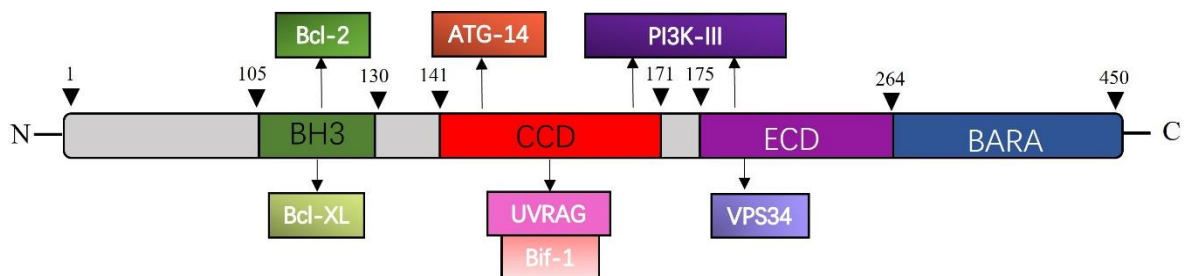 Bcl-2
ATG-14
PI3K-III
1
105
130
141
171
175
264
450
N
BH3
CCD
ECD
BARA
C
Bcl-XL
UVRAG
VPS34
Bif-1